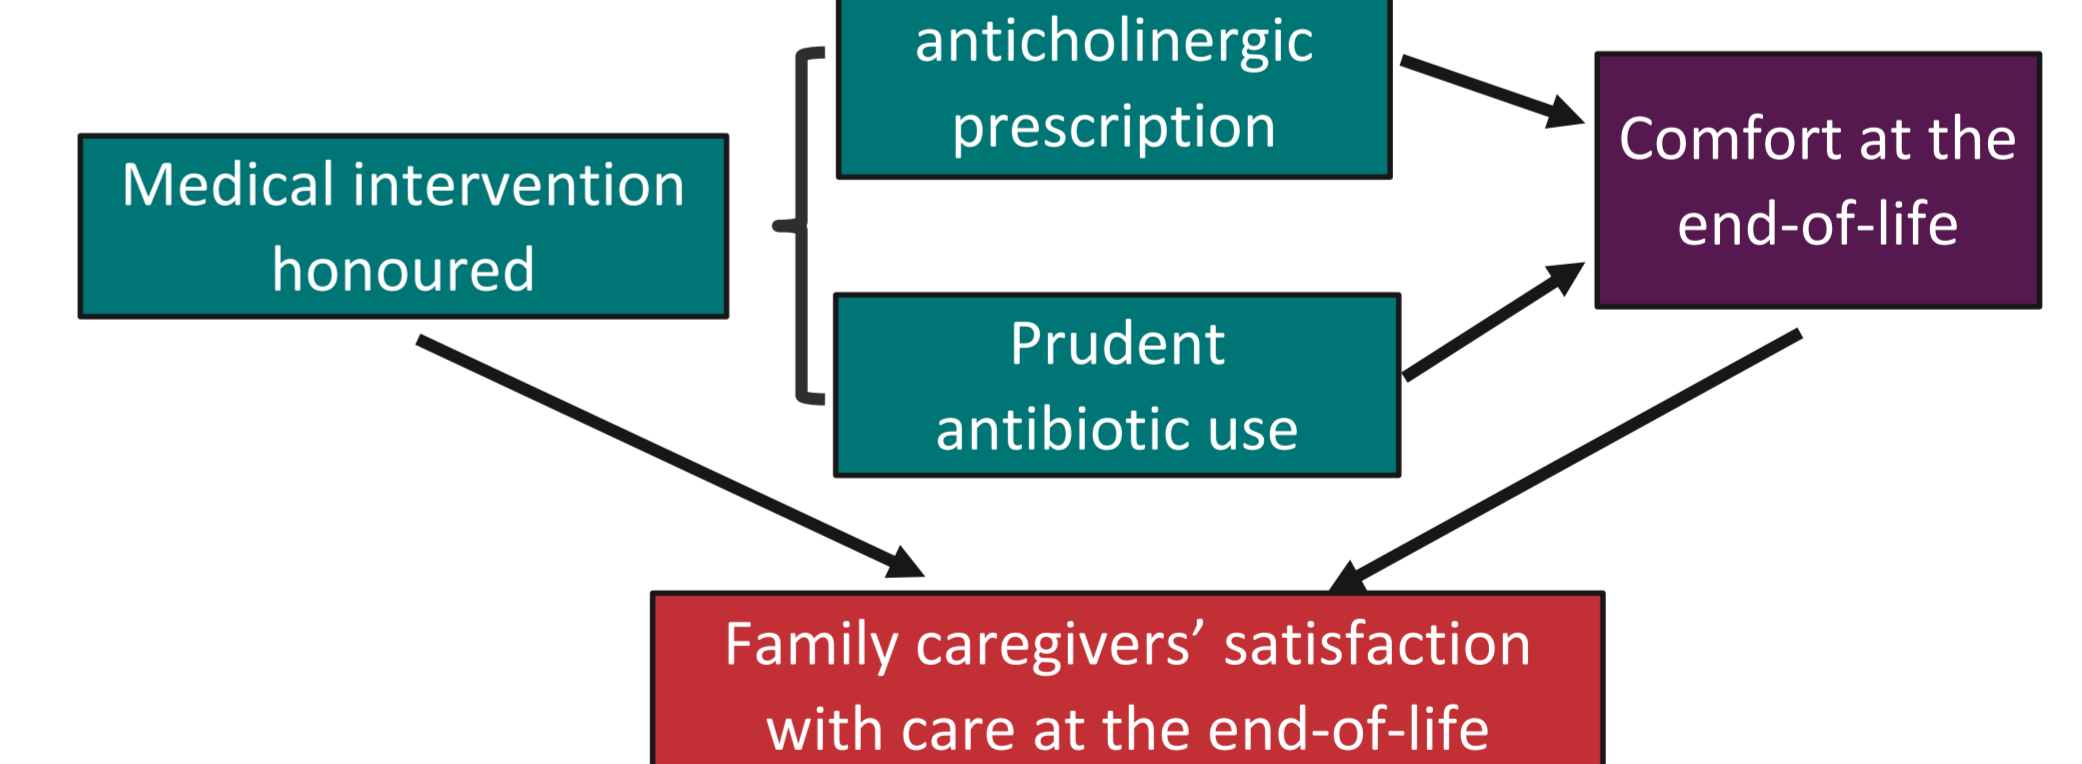 anticholinergic
prescription
Medical intervention
honoured
Comfort at the
end-of-life
Prudent
antibiotic use
Family caregivers’ satisfaction
with care at the end-of-life